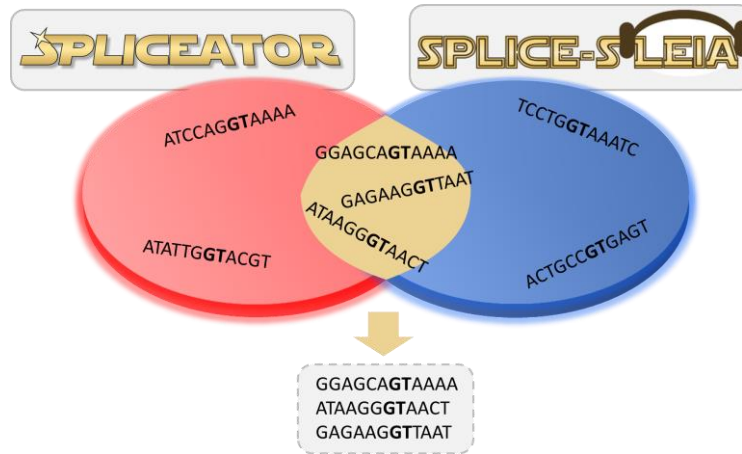 SPLICEATOR
SPLICE-S LEIA
ATCCAGGTAAAA
TCCTGGTAAATC
GGAGCAGTAAAA
GAGAAGGTTAAT
ATAAGGGTAACT
ATATTGGTACGT
ACTGCCGTGAGT
GGAGCAGTAAAA
ATAAGGGTAACT
GAGAAGGTTAAT